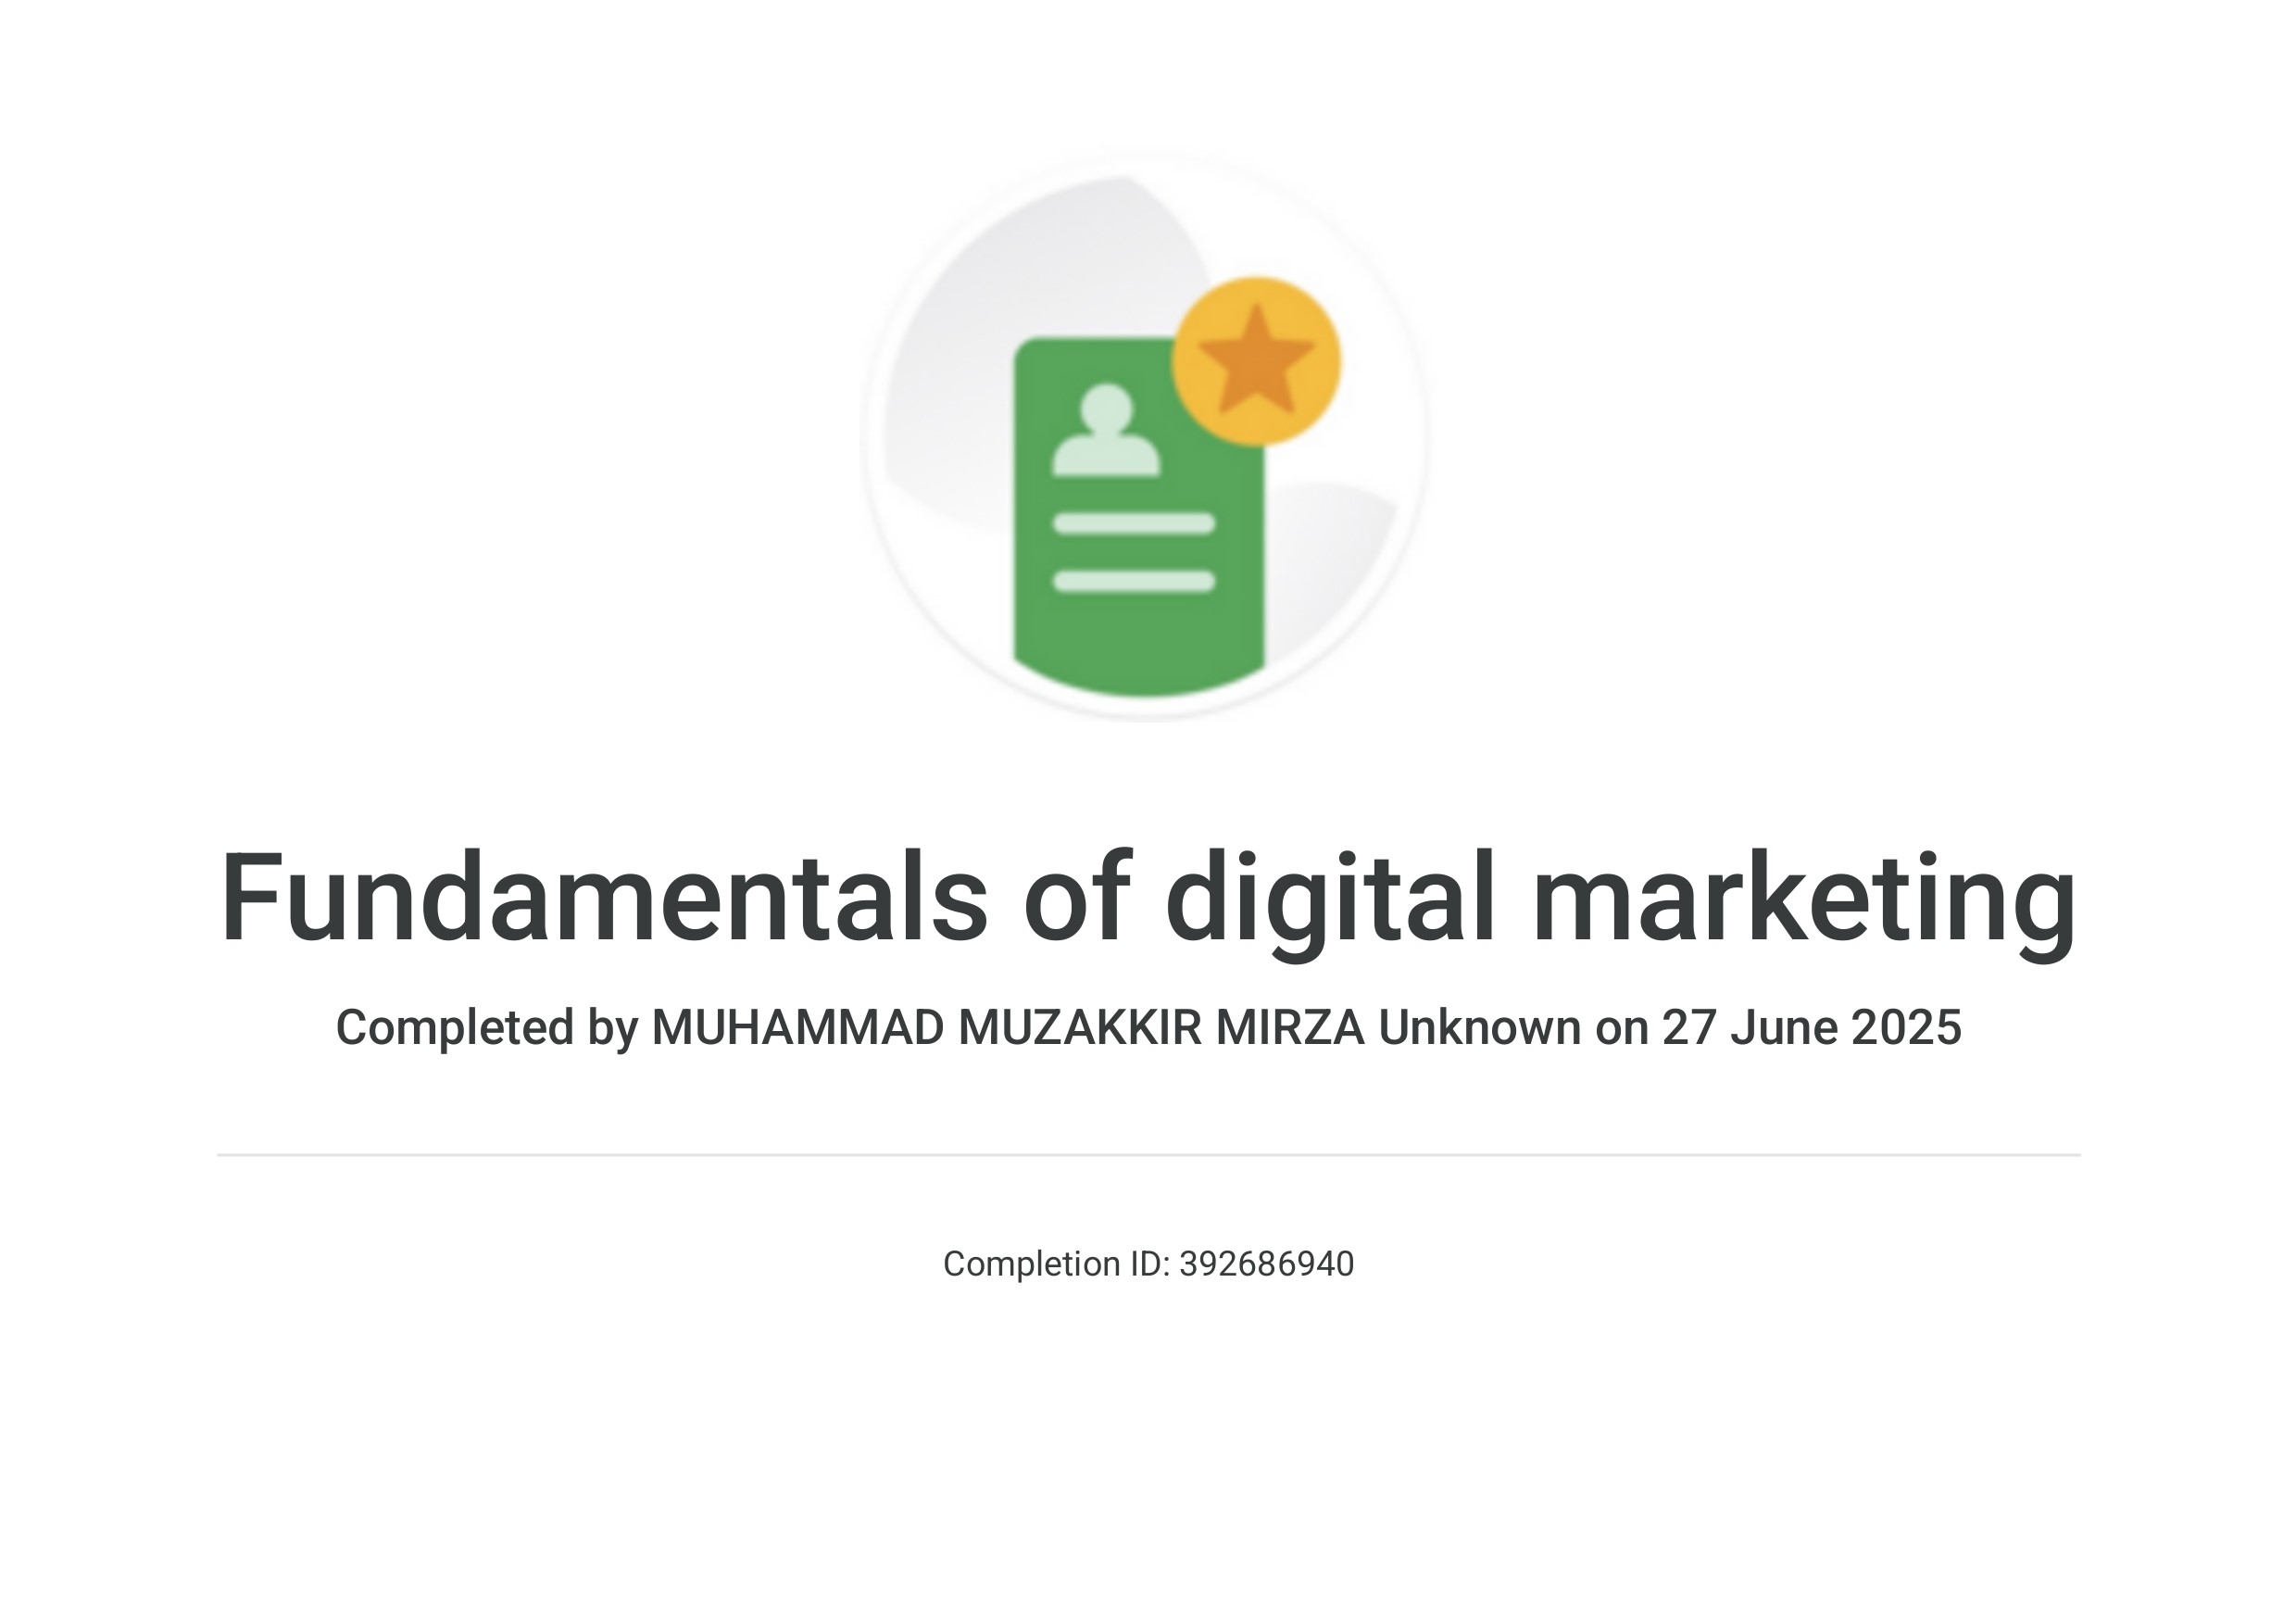 Fundamentals of digital marketing
Completed by MUHAMMAD MUZAKKIR MIRZA Unknown on 27 June 2025
Completion ID: 392686940